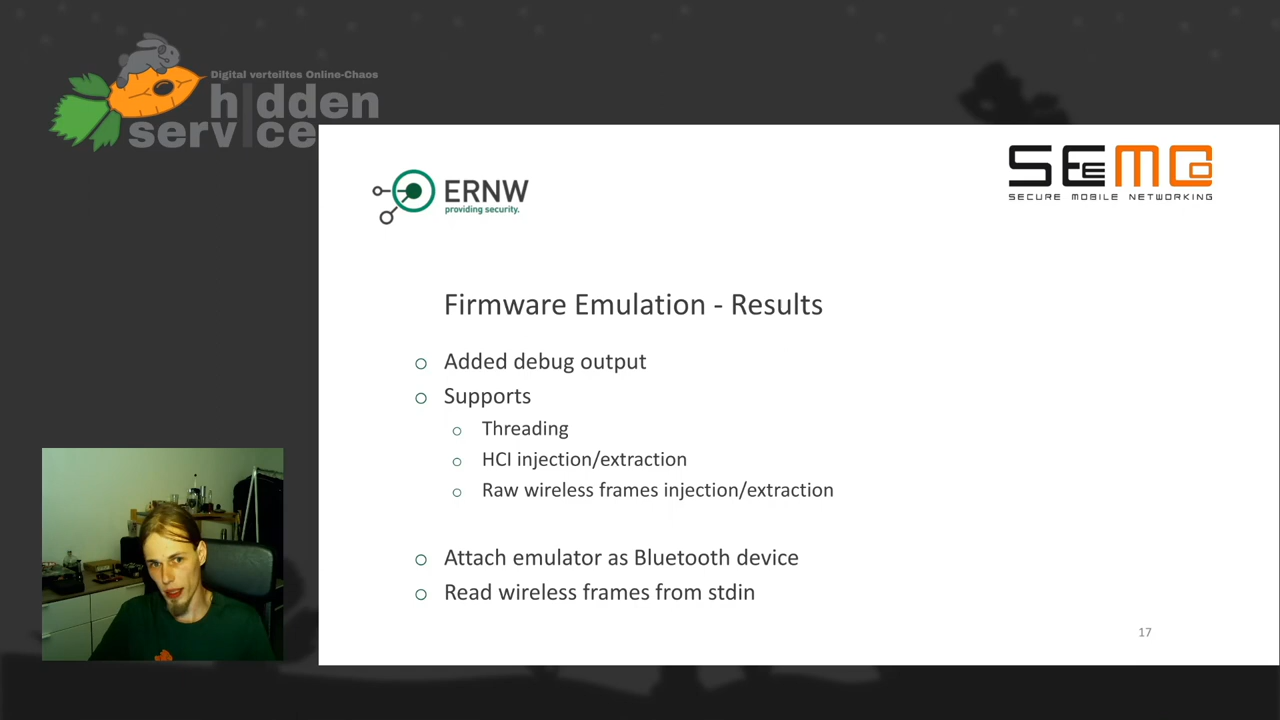 Digital verteiltes Online-Chaos
hidden
service
ERNW
providing security.
SEEMOO
SECURE MOBILE NETWORKING
Firmware Emulation - Results
Added debug output
Supports
Threading
HCI injection/extraction
Raw wireless frames injection/extraction
Attach emulator as Bluetooth device
Read wireless frames from stdin
17